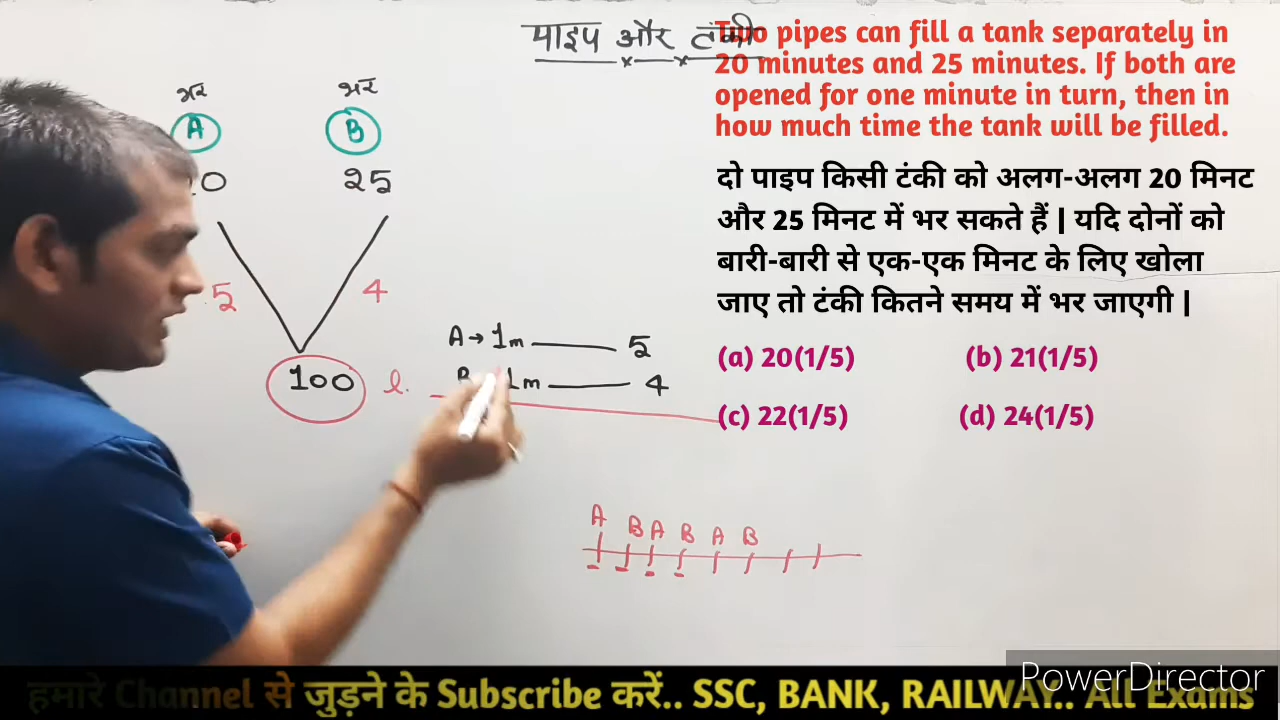 पाइप और टंकी
Two pipes can fill a tank separately in
20 minutes and 25 minutes. If both are
opened for one minute in turn, then in
how much time the tank will be filled.
दो पाइप किसी टंकी को अलग-अलग 20 मिनट
और 25 मिनट में भर सकते हैं | यदि दोनों को
बारी-बारी से एक-एक मिनट के लिए खोला
जाए तो टंकी कितने समय में भर जाएगी |
(a) 20(1/5) (b) 21(1/5)
(c) 22(1/5) (d) 24(1/5)
भर भर
A B
0 25
5 4
100 l.
A → 1m 5
B 1m 4
A B A B A B
हमारे Channel से जुड़ने के Subscribe करें.. SSC, BANK, RAILWAY.. All Exams
PowerDirector